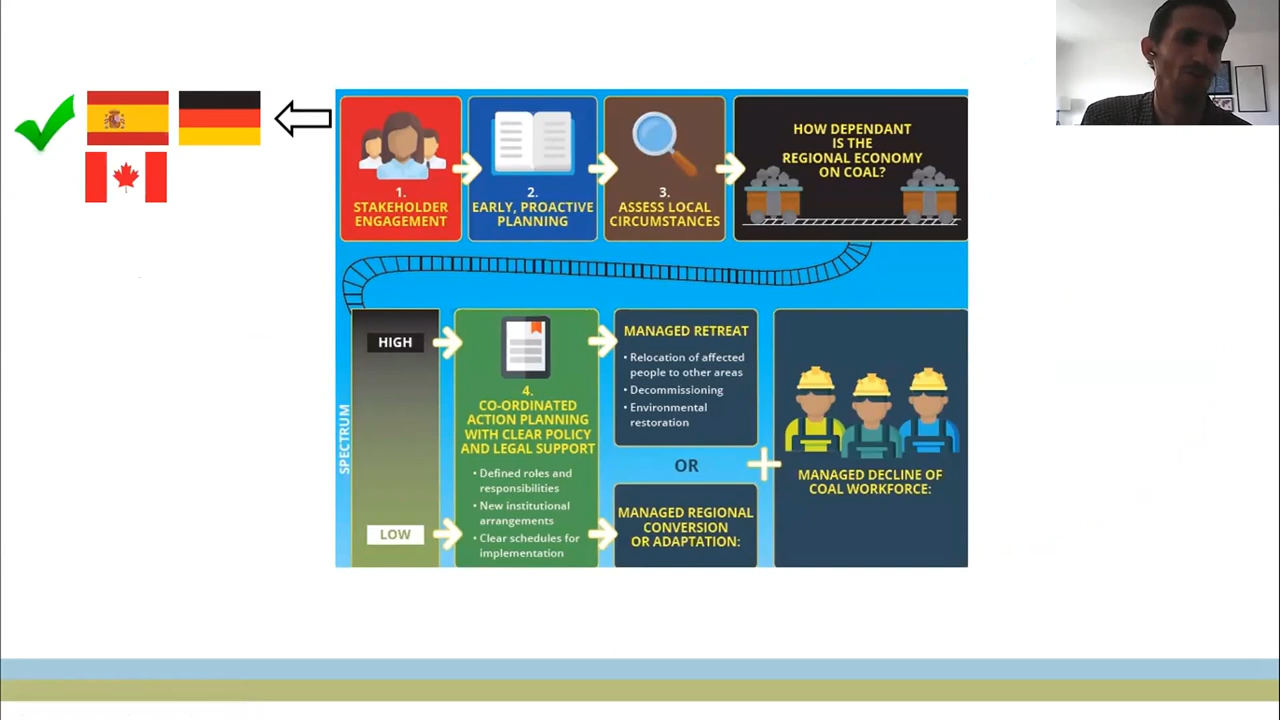 1.
STAKEHOLDER
ENGAGEMENT
2.
EARLY, PROACTIVE
PLANNING
3.
ASSESS LOCAL
CIRCUMSTANCES
HOW DEPENDANT
IS THE
REGIONAL ECONOMY
ON COAL?
SPECTRUM
HIGH
LOW
4.
CO-ORDINATED
ACTION PLANNING
WITH CLEAR POLICY
AND LEGAL SUPPORT
• Defined roles and
responsibilities
• New institutional
arrangements
• Clear schedules for
implementation
MANAGED RETREAT
• Relocation of affected
people to other areas
• Decommissioning
• Environmental
restoration
OR
MANAGED REGIONAL
CONVERSION
OR ADAPTATION:
MANAGED DECLINE OF
COAL WORKFORCE: